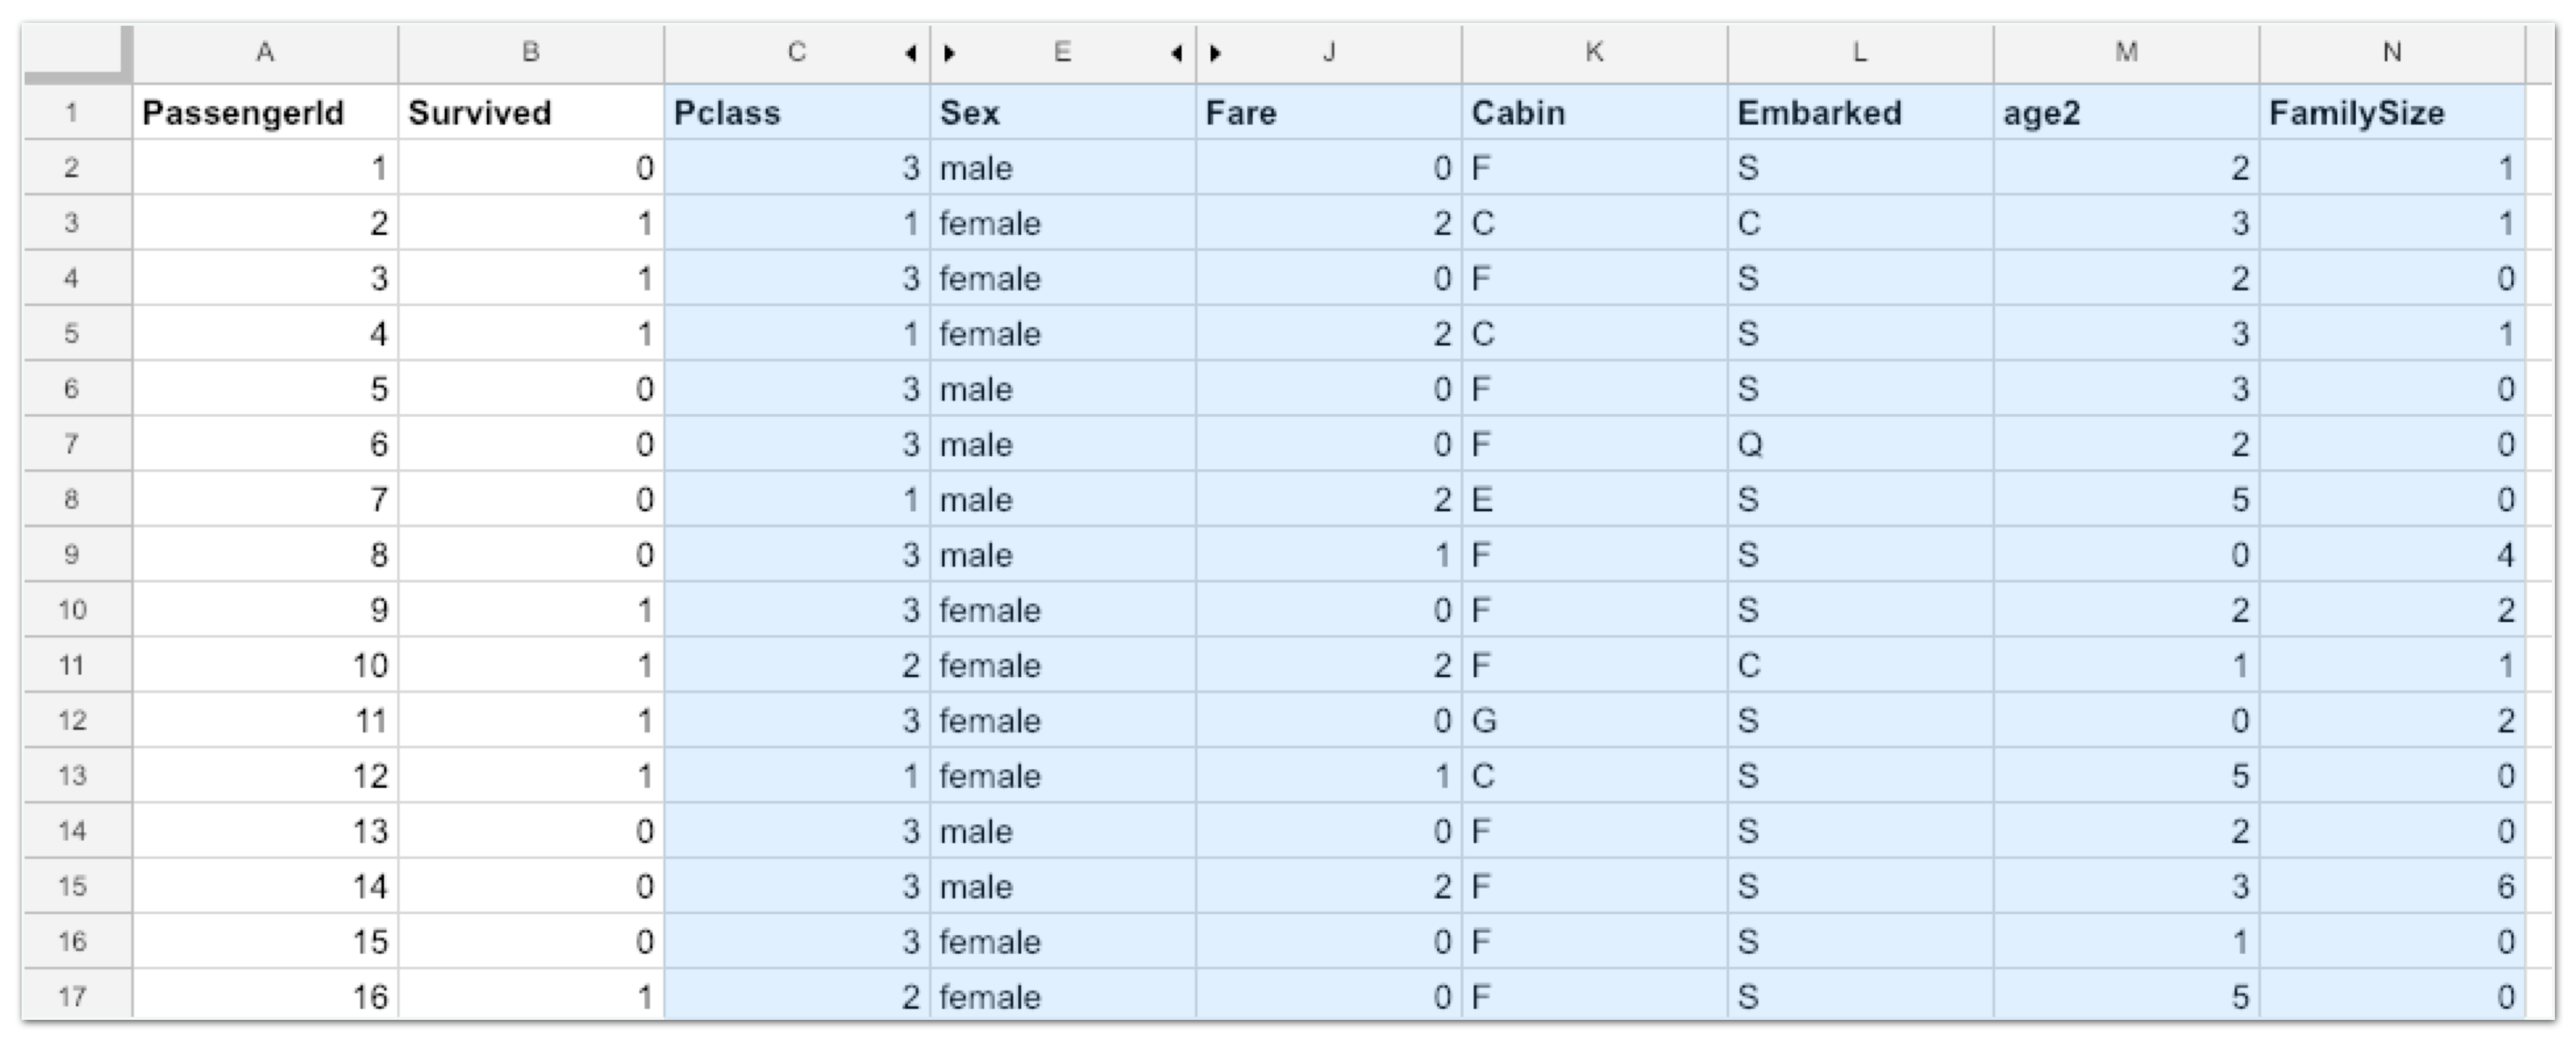 A B C E J K L M N
1 PassengerId Survived Pclass Sex Fare Cabin Embarked age2 FamilySize
2 1 0 3 male 0 F S 2 1
3 2 1 1 female 2 C C 3 1
4 3 1 3 female 0 F S 2 0
5 4 1 1 female 2 C S 3 1
6 5 0 3 male 0 F S 3 0
7 6 0 3 male 0 F Q 2 0
8 7 0 1 male 2 E S 5 0
9 8 0 3 male 1 F S 0 4
10 9 1 3 female 0 F S 2 2
11 10 1 2 female 2 F C 1 1
12 11 1 3 female 0 G S 0 2
13 12 1 1 female 1 C S 5 0
14 13 0 3 male 0 F S 2 0
15 14 0 3 male 2 F S 3 6
16 15 0 3 female 0 F S 1 0
17 16 1 2 female 0 F S 5 0